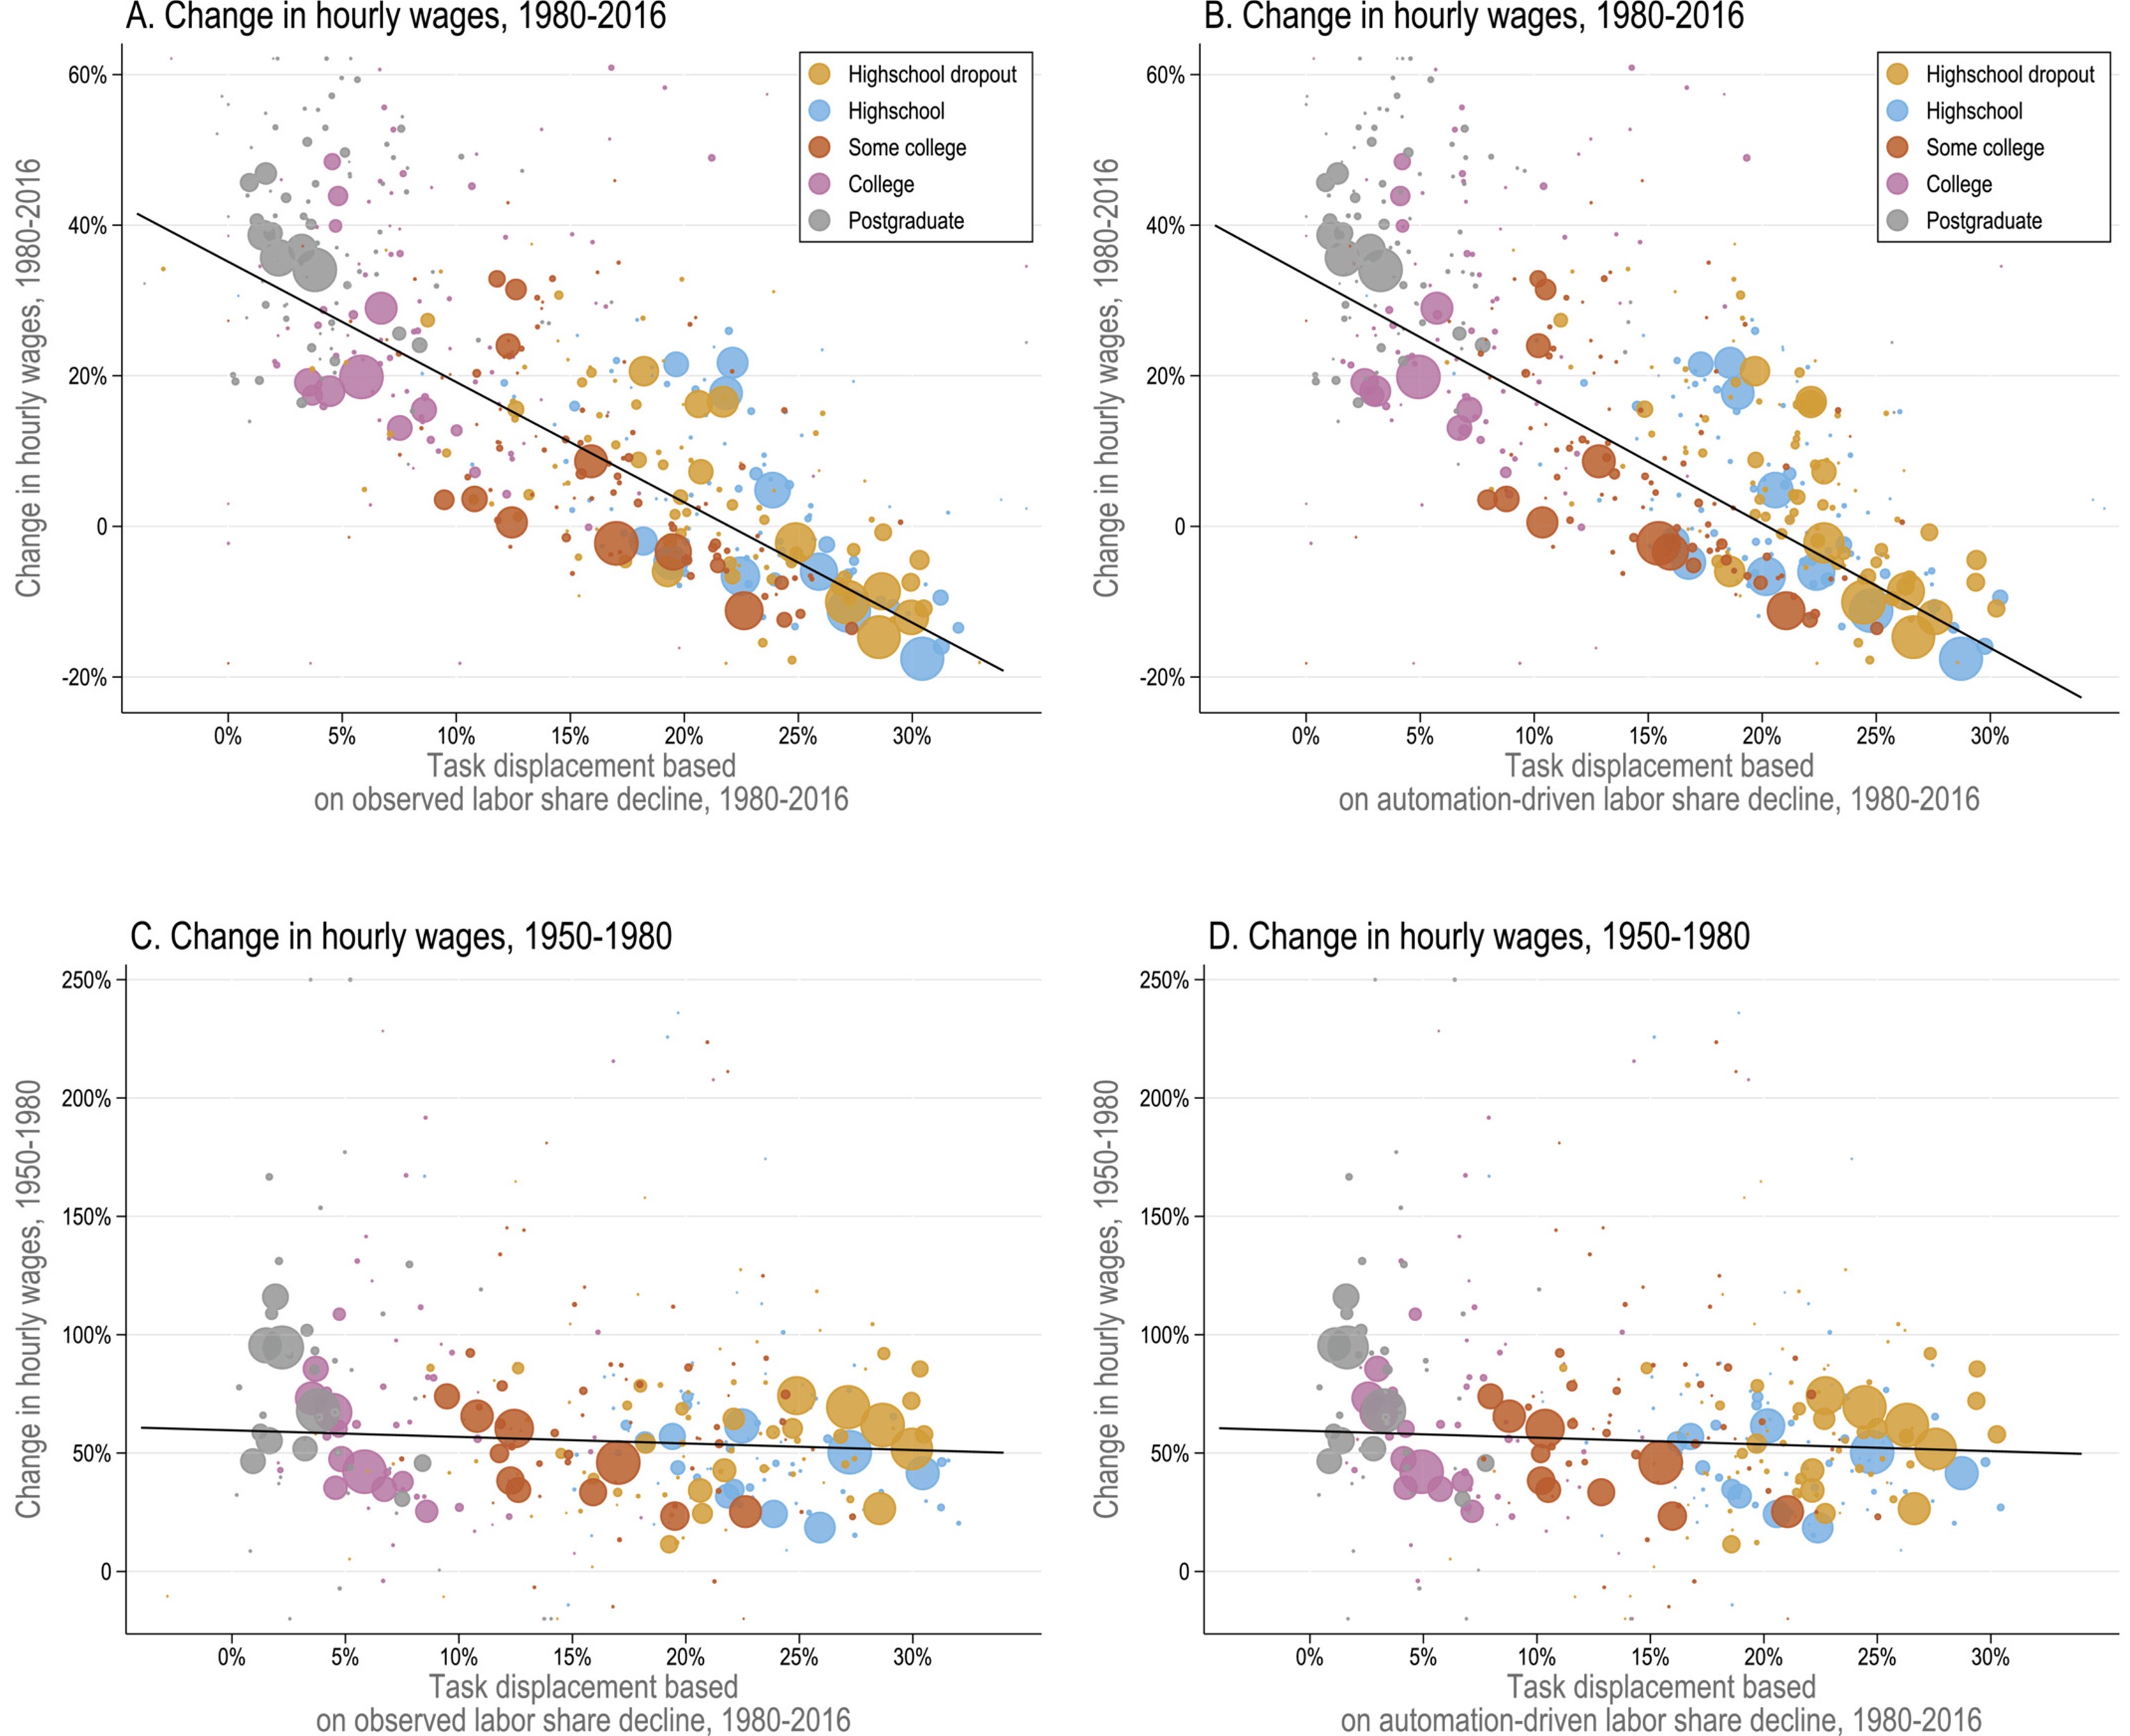 A. Change in hourly wages, 1980-2016
Change in hourly wages, 1980-2016
60%
40%
20%
0
-20%
Highschool dropout
Highschool
Some college
College
Postgraduate
0% 5% 10% 15% 20% 25% 30%
Task displacement based
on observed labor share decline, 1980-2016
B. Change in hourly wages, 1980-2016
Change in hourly wages, 1980-2016
60%
40%
20%
0
-20%
Highschool dropout
Highschool
Some college
College
Postgraduate
0% 5% 10% 15% 20% 25% 30%
Task displacement based
on automation-driven labor share decline, 1980-2016
C. Change in hourly wages, 1950-1980
Change in hourly wages, 1950-1980
250%
200%
150%
100%
50%
0
0% 5% 10% 15% 20% 25% 30%
Task displacement based
on observed labor share decline, 1980-2016
D. Change in hourly wages, 1950-1980
Change in hourly wages, 1950-1980
250%
200%
150%
100%
50%
0
0% 5% 10% 15% 20% 25% 30%
Task displacement based
on automation-driven labor share decline, 1980-2016